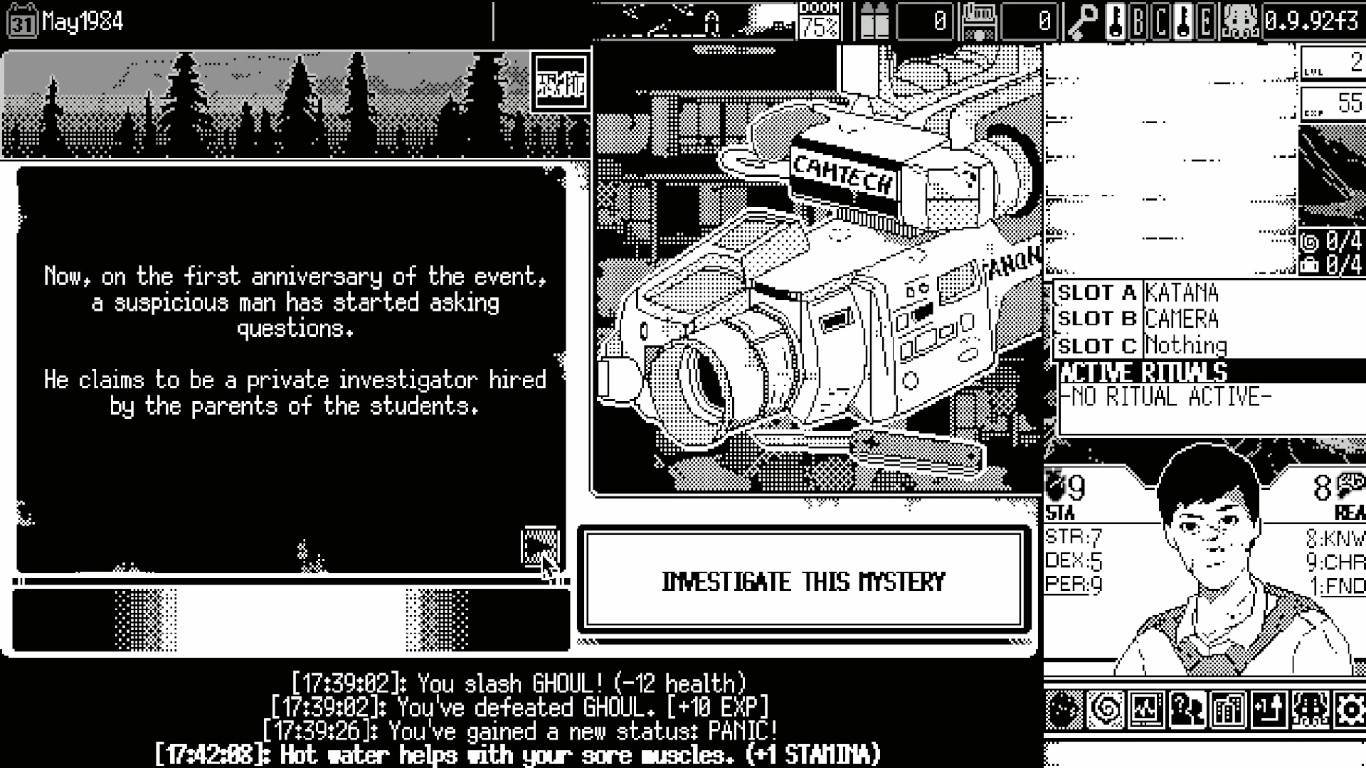 31 May1984
DOOM
75%
0
0
B C E
0.9.92f3
LVL 2
EXP 55
CAMTECH
ANON
0/4
0/4
Now, on the first anniversary of the event,
a suspicious man has started asking
questions.
He claims to be a private investigator hired
by the parents of the students.
SLOT A KATANA
SLOT B CAMERA
SLOT C Nothing
ACTIVE RITUALS
-NO RITUAL ACTIVE-
9
8
STA
REA
STR:7
8:KNW
DEX:5
9:CHR
PER:9
1:FND
INVESTIGATE THIS MYSTERY
[17:39:02]: You slash GHOUL! (-12 health)
[17:39:02]: You've defeated GHOUL. [+10 EXP]
[17:39:26]: You've gained a new status: PANIC!
[17:42:08]: Hot water helps with your sore muscles. (+1 STAMINA)